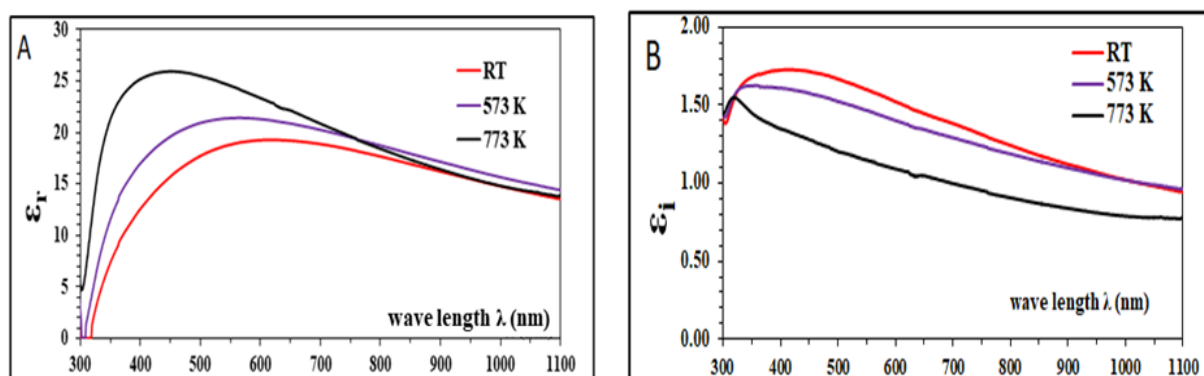 A
30
25
20
15
10
5
0
εr
RT
573 K
773 K
wave length λ (nm)
300 400 500 600 700 800 900 1000 1100
B
2.00
1.50
1.00
0.50
0.00
εi
RT
573 K
773 K
wave length λ (nm)
300 400 500 600 700 800 900 1000 1100